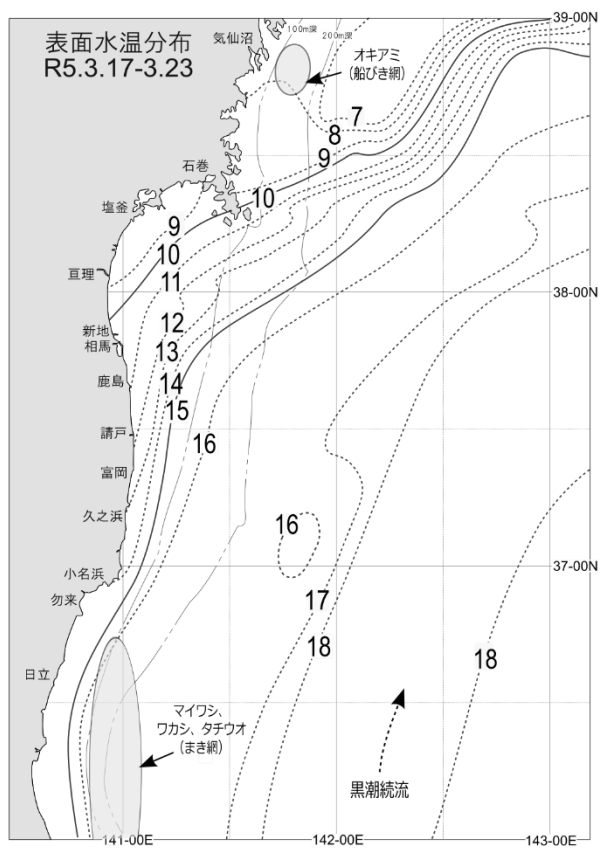 表面水温分布
R5.3.17-3.23
気仙沼
100m深
200m深
39-00N
オキアミ
(船びき網)
7
8
9
10
石巻
塩釜
9
10
11
亘理
38-00N
12
13
14
15
16
新地
相馬
鹿島
請戸
富岡
久之浜
小名浜
勿来
日立
16
37-00N
17
18
18
マイワシ、
ワカシ、タチウオ
(まき網)
黒潮続流
141-00E
142-00E
143-00E